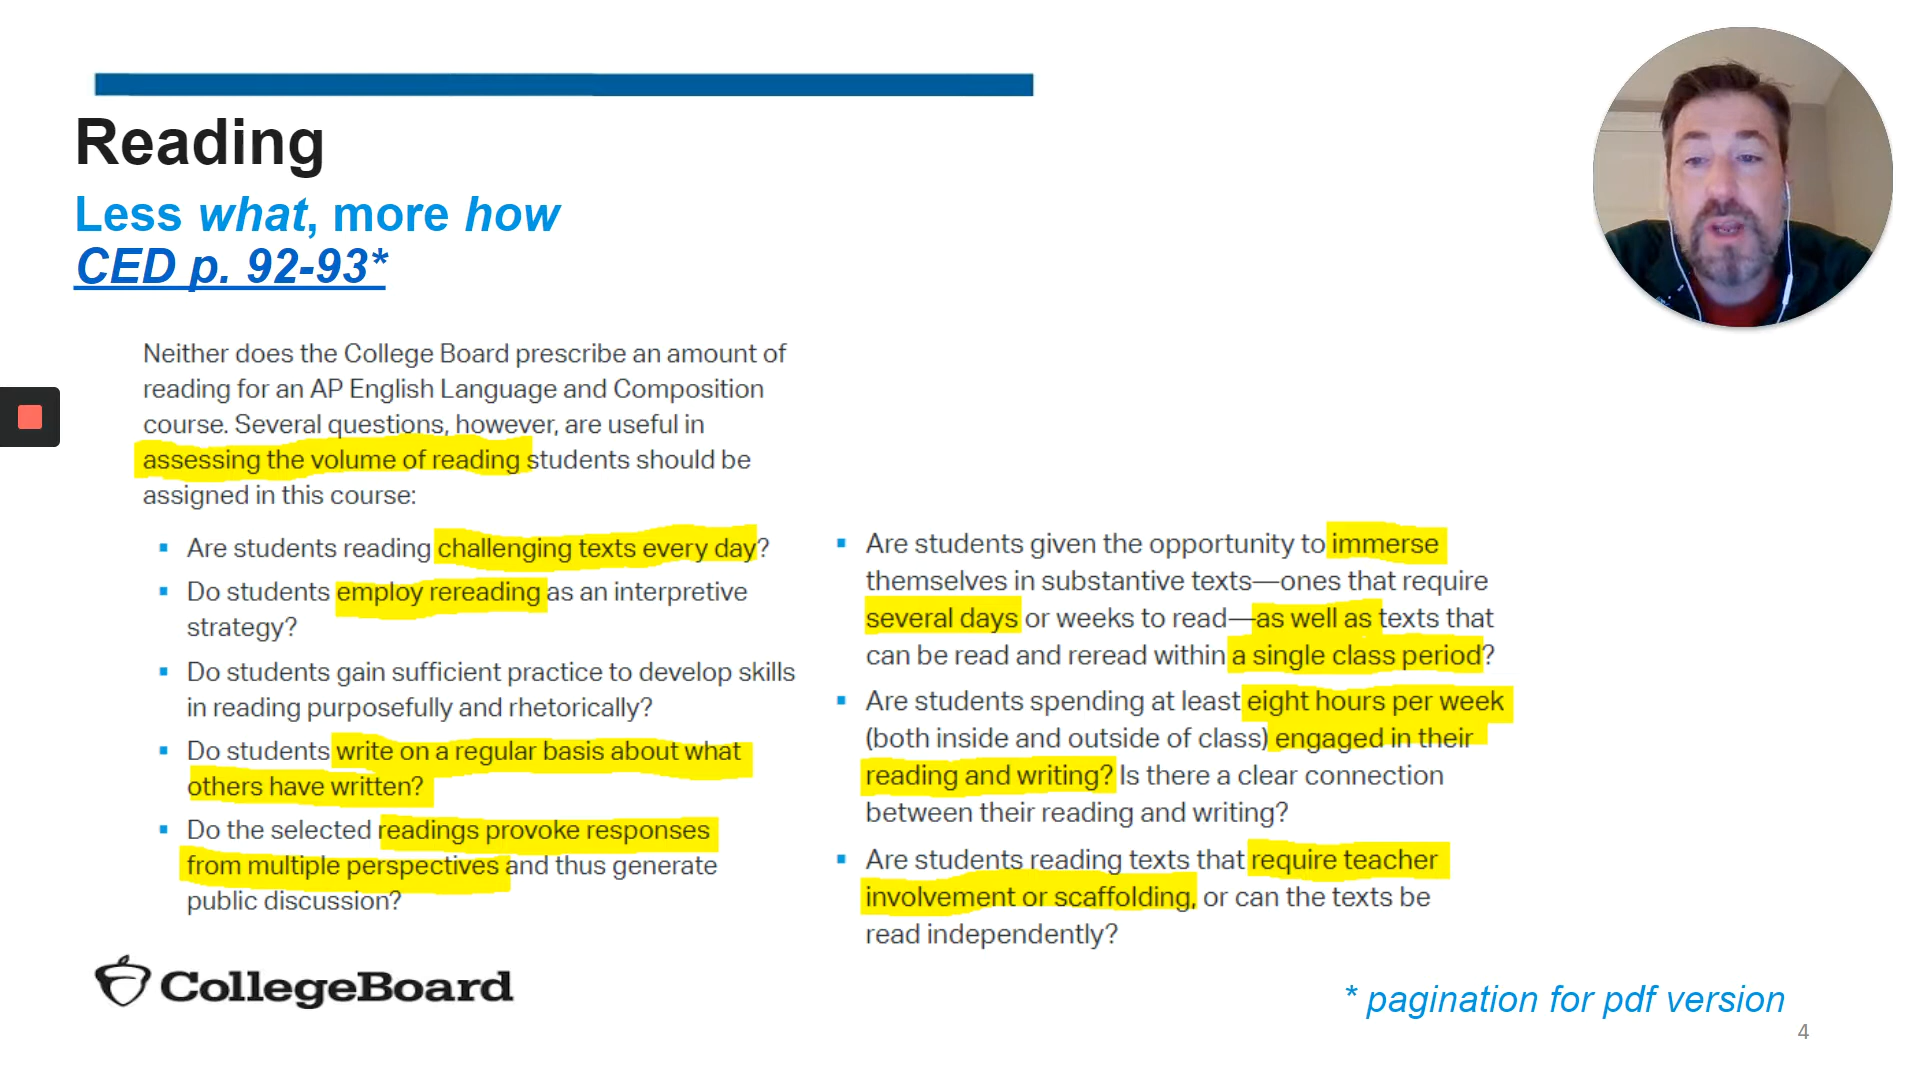 Reading
Less what, more how
CED p. 92-93*
Neither does the College Board prescribe an amount of
reading for an AP English Language and Composition
course. Several questions, however, are useful in
assessing the volume of reading students should be
assigned in this course:
▪ Are students reading challenging texts every day?
▪ Do students employ rereading as an interpretive
strategy?
▪ Do students gain sufficient practice to develop skills
in reading purposefully and rhetorically?
▪ Do students write on a regular basis about what
others have written?
▪ Do the selected readings provoke responses
from multiple perspectives and thus generate
public discussion?
▪ Are students given the opportunity to immerse
themselves in substantive texts—ones that require
several days or weeks to read—as well as texts that
can be read and reread within a single class period?
▪ Are students spending at least eight hours per week
(both inside and outside of class) engaged in their
reading and writing? Is there a clear connection
between their reading and writing?
▪ Are students reading texts that require teacher
involvement or scaffolding, or can the texts be
read independently?
CollegeBoard
* pagination for pdf version
4